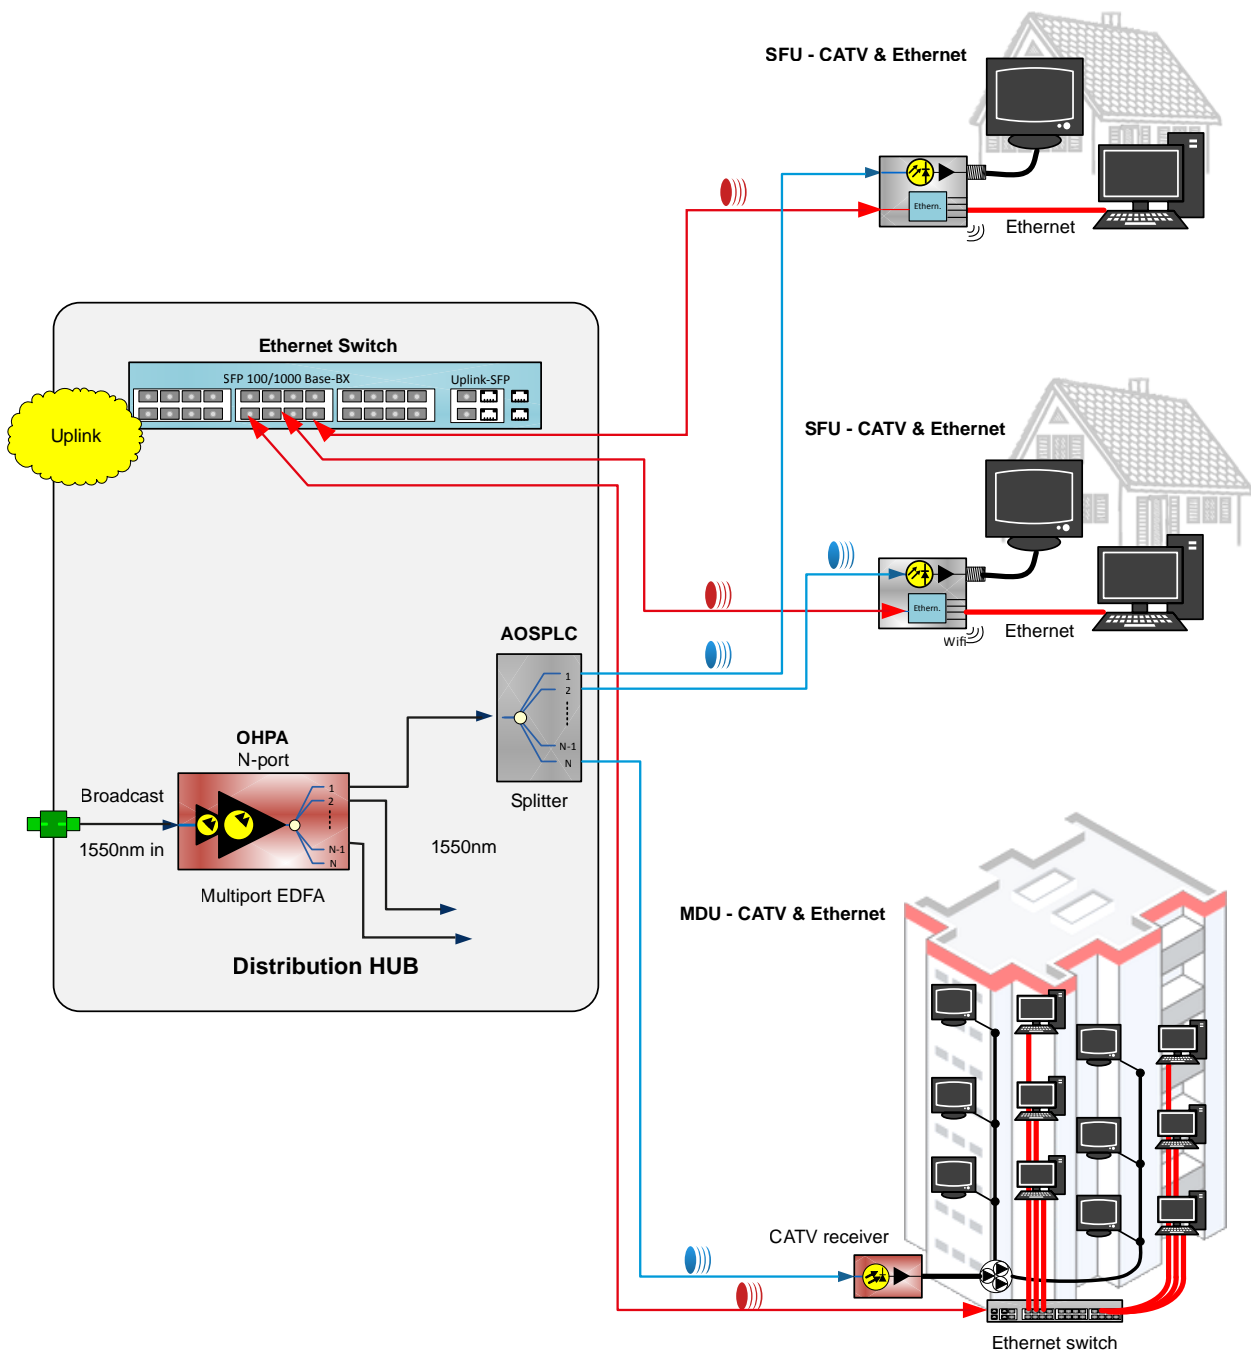 SFU - CATV & Ethernet
Ethern.
Ethernet
Ethernet Switch
SFP 100/1000 Base-BX
Uplink-SFP
Uplink
SFU - CATV & Ethernet
Ethern.
Wifi
Ethernet
AOSPLC
1
2
N-1
N
Splitter
OHPA
N-port
Broadcast
1550nm in
1
2
N-1
N
1550nm
Multiport EDFA
Distribution HUB
MDU - CATV & Ethernet
CATV receiver
Ethernet switch